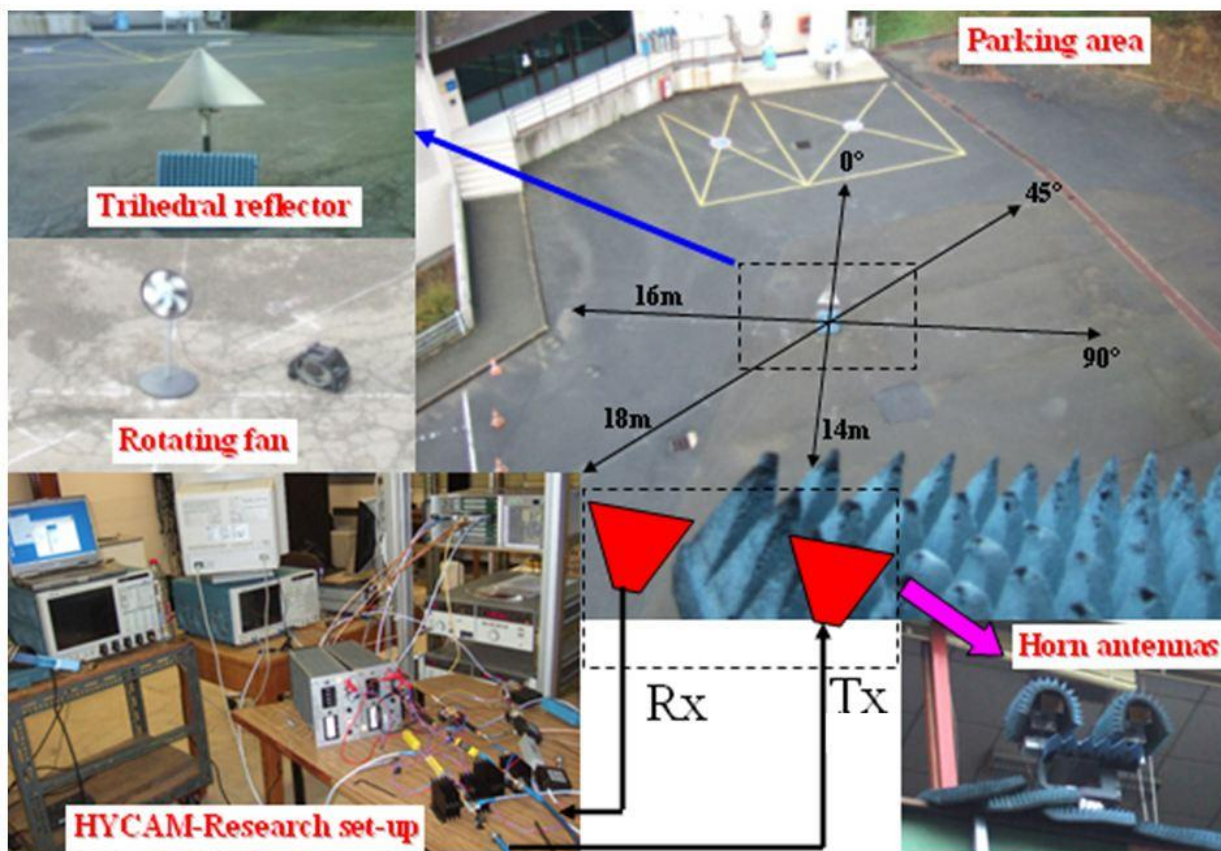 Parking area
Trihedral reflector
0°
45°
16m
90°
Rotating fan
18m
14m
Horn antennas
Rx
Tx
HYCAM-Research set-up